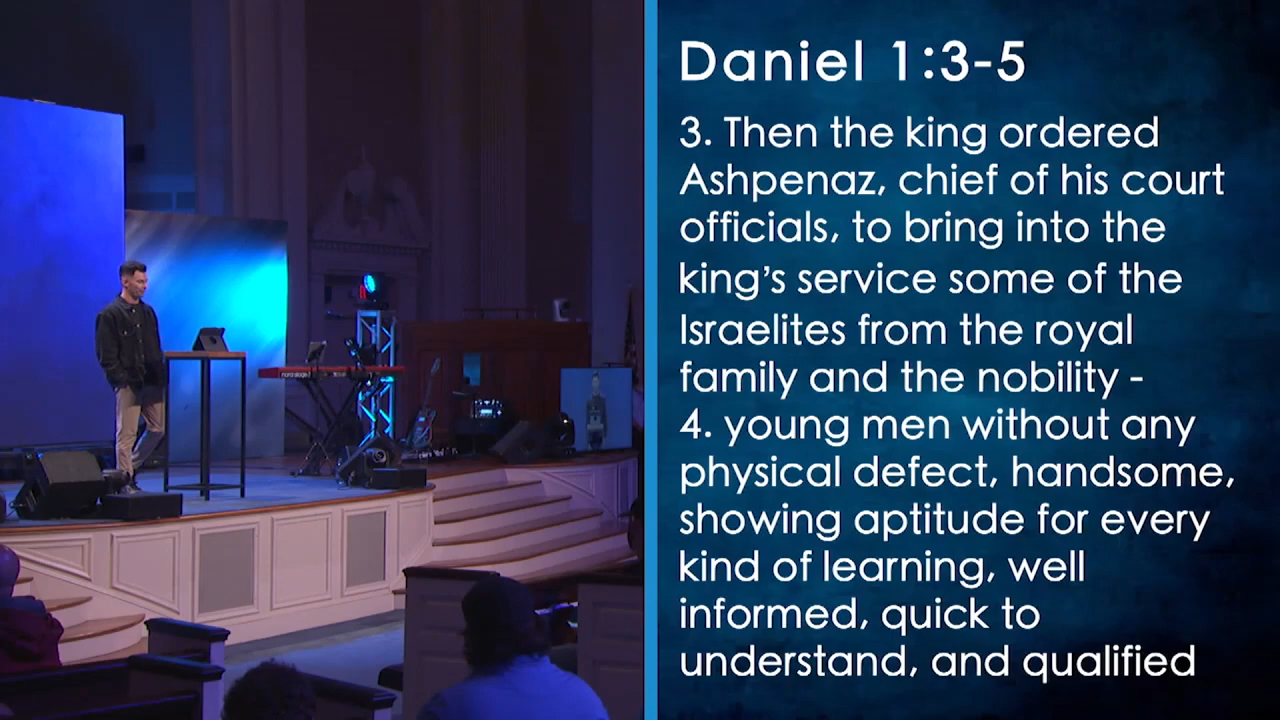 Daniel 1:3-5
3. Then the king ordered
Ashpenaz, chief of his court
officials, to bring into the
king’s service some of the
Israelites from the royal
family and the nobility -
4. young men without any
physical defect, handsome,
showing aptitude for every
kind of learning, well
informed, quick to
understand, and qualified
nord stage